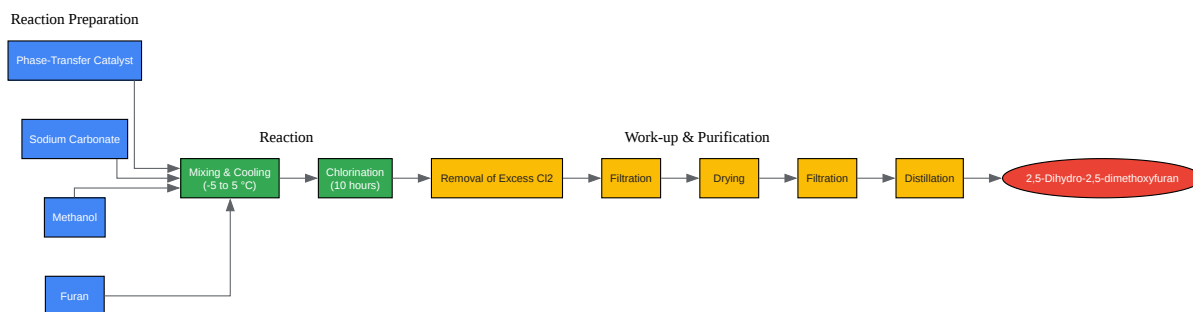 Reaction Preparation
Phase-Transfer Catalyst
Sodium Carbonate
Methanol
Furan
Reaction
Mixing & Cooling
(-5 to 5 °C)
Chlorination
(10 hours)
Work-up & Purification
Removal of Excess Cl2
Filtration
Drying
Filtration
Distillation
2,5-Dihydro-2,5-dimethoxyfuran